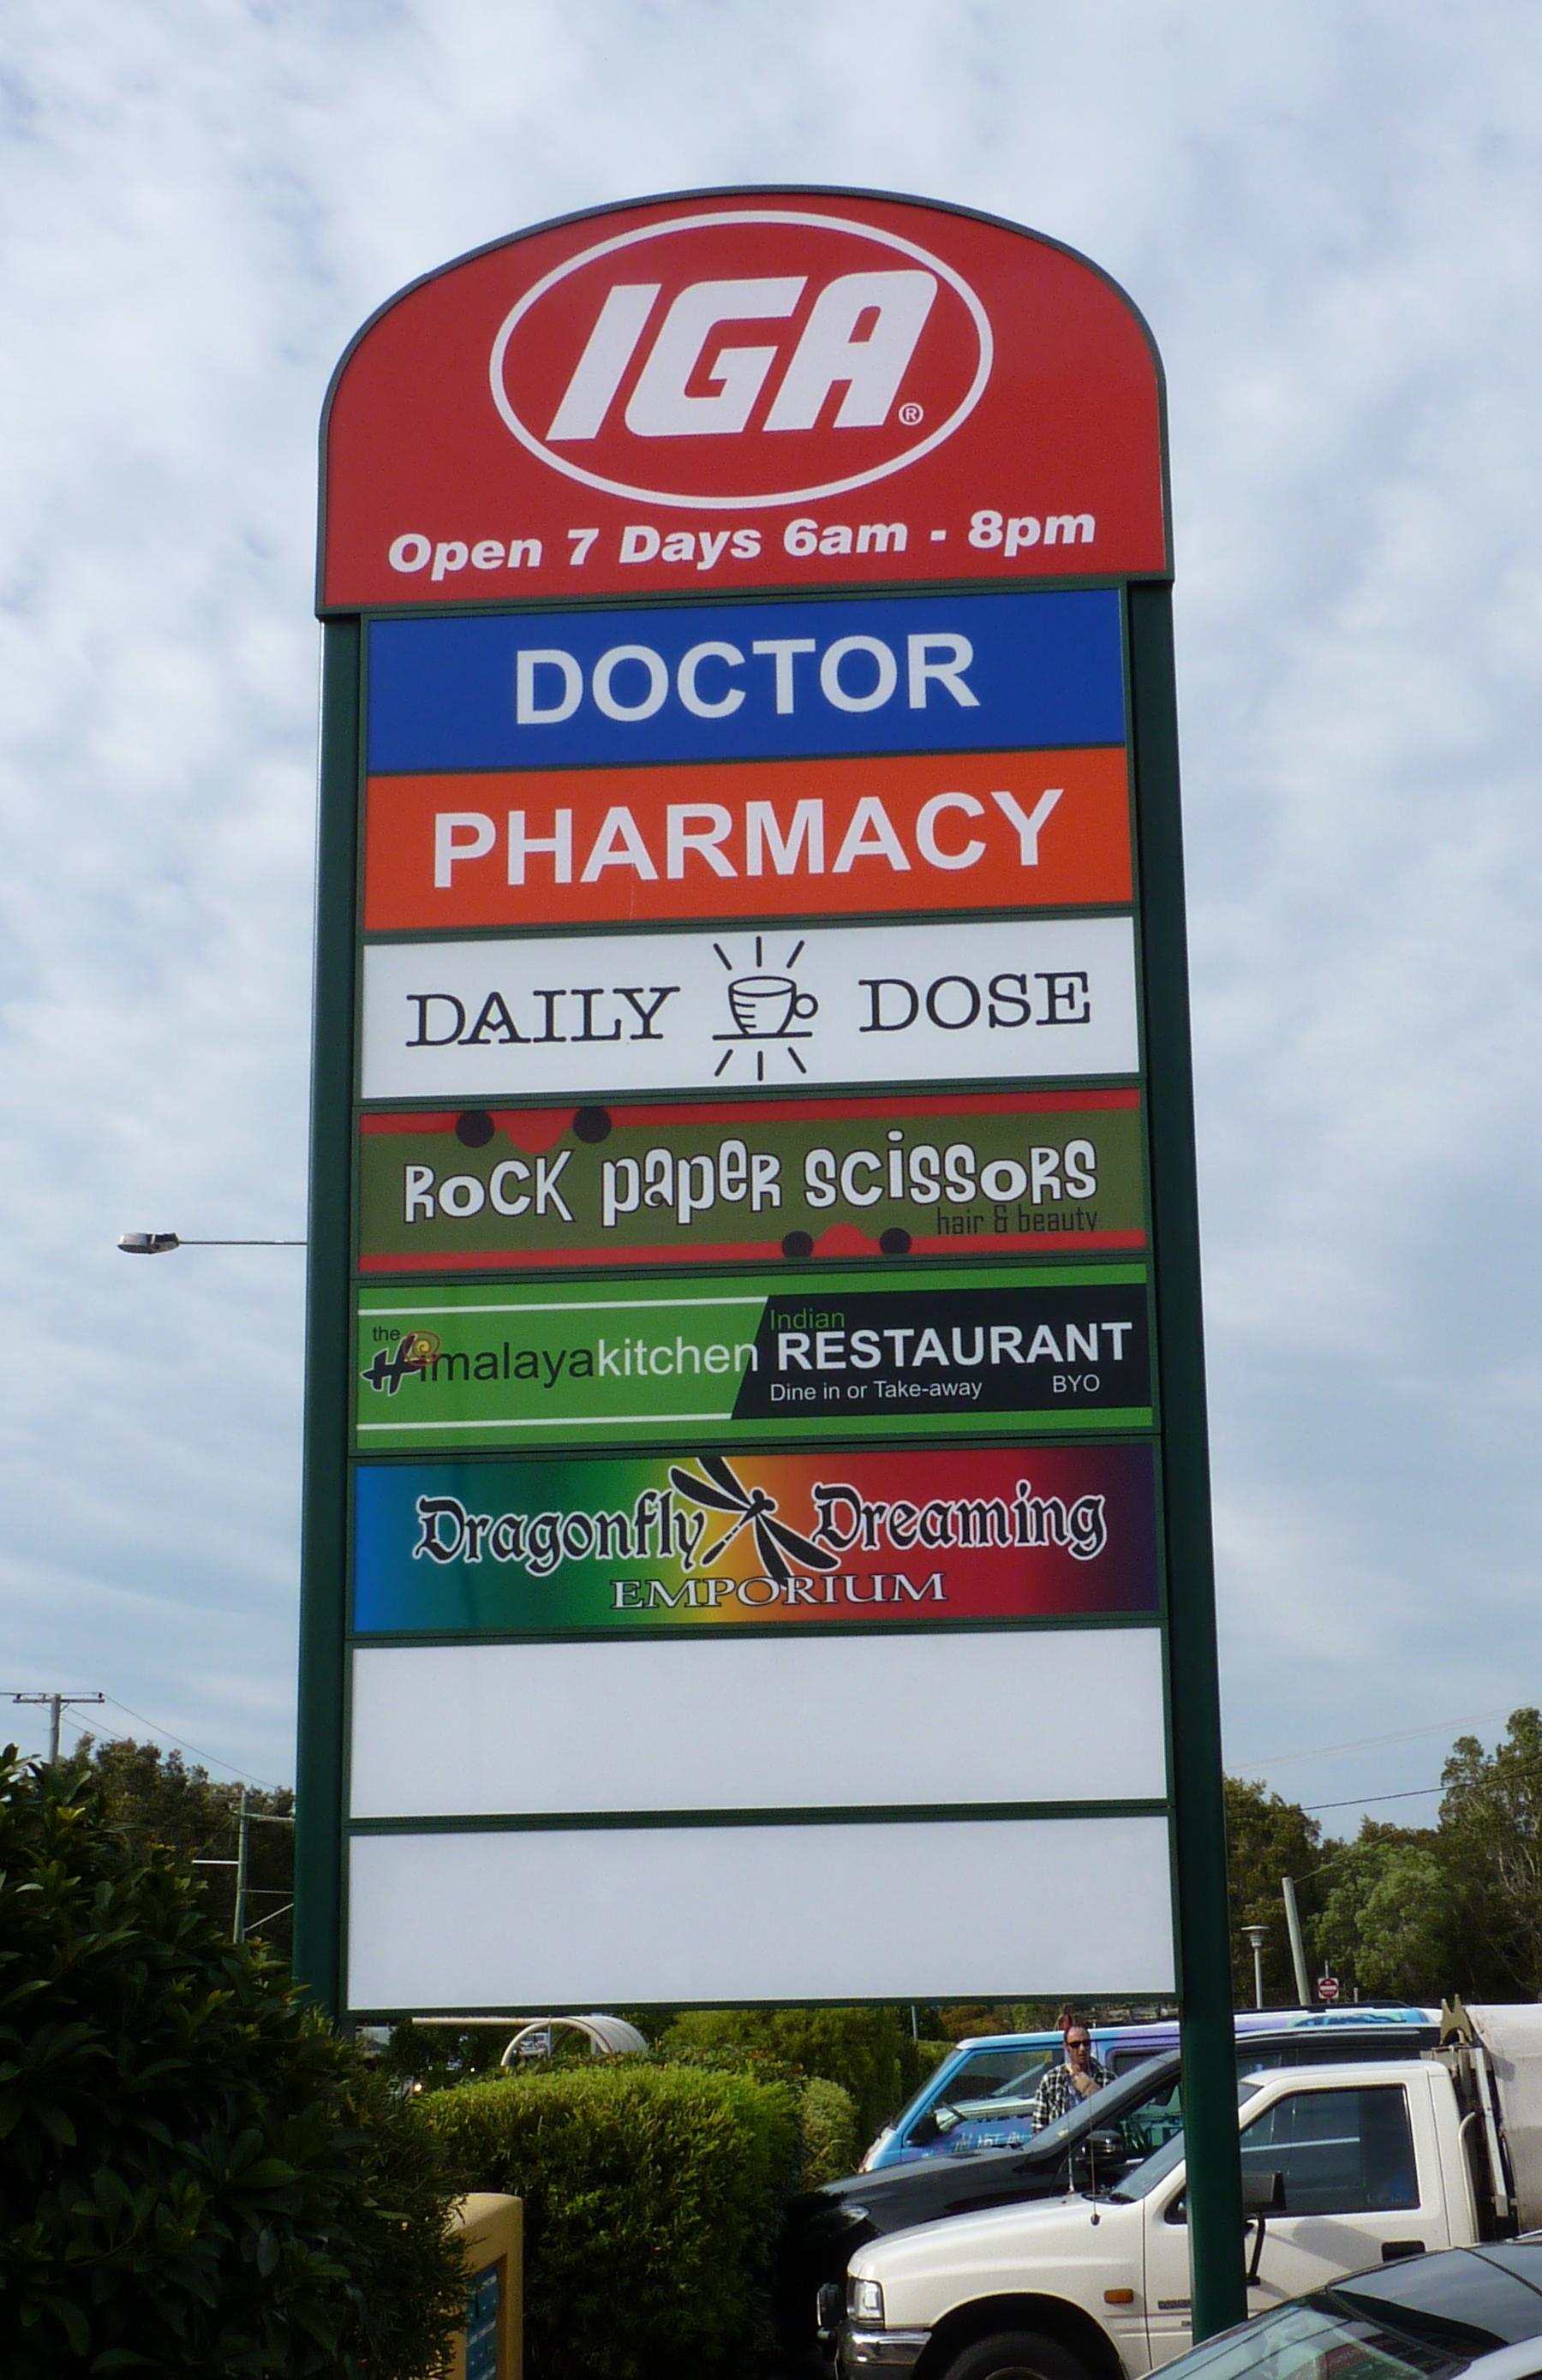 IGA®
Open 7 Days 6am - 8pm
DOCTOR
PHARMACY
DAILY DOSE
ROCK paper scissors
hair & beauty
the
Himalayakitchen
Indian
RESTAURANT
Dine in or Take-away BYO
Dragonfly Dreaming
EMPORIUM